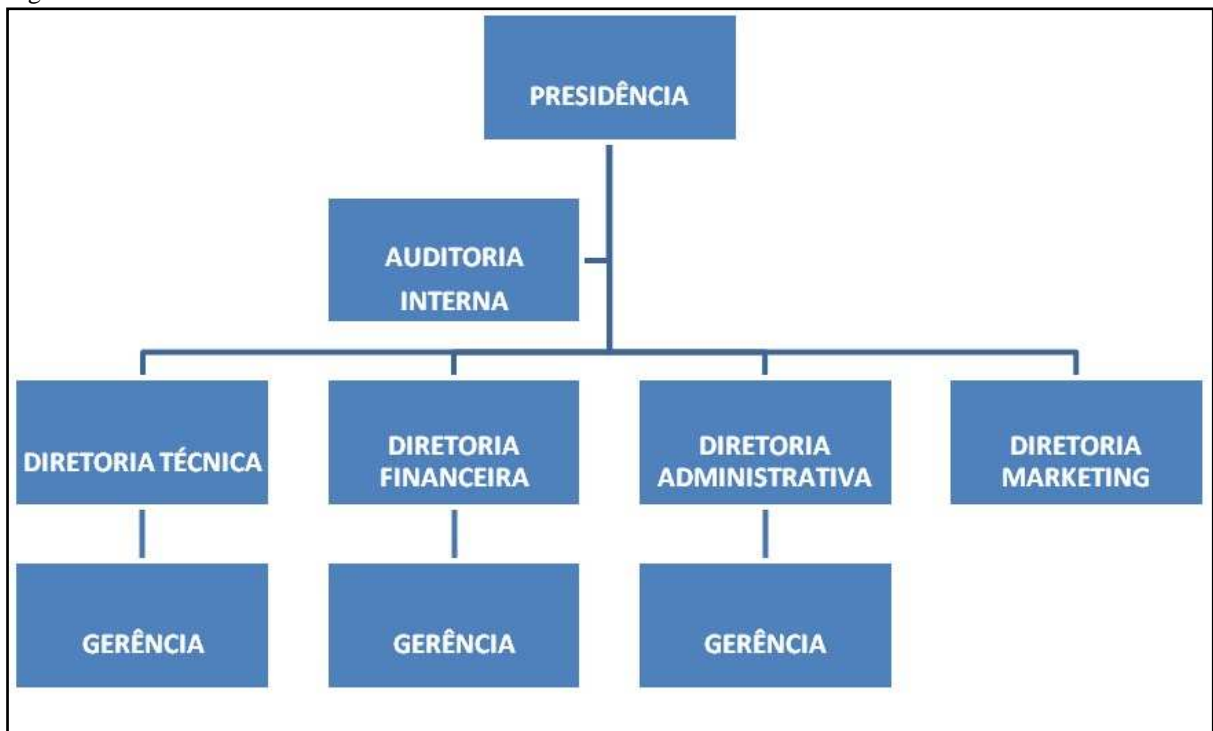 PRESIDÊNCIA
AUDITORIA
INTERNA
DIRETORIA TÉCNICA
DIRETORIA
FINANCEIRA
DIRETORIA
ADMINISTRATIVA
DIRETORIA
MARKETING
GERÊNCIA
GERÊNCIA
GERÊNCIA